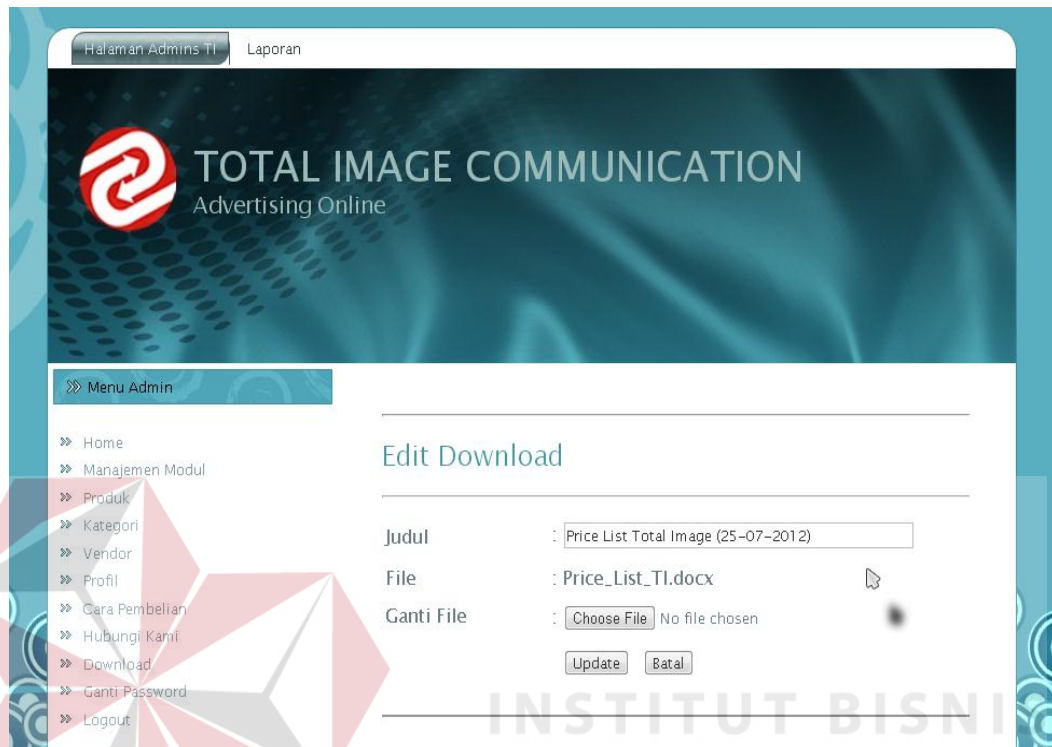 Halaman Admins TI Laporan
TOTAL IMAGE COMMUNICATION
Advertising Online
Menu Admin
Home
Manajemen Modul
Produk
Kategori
Vendor
Profil
Cara Pembelian
Hubungi Kami
Download
Ganti Password
Logout
Edit Download
Judul : Price List Total Image (25-07-2012)
File : Price_List_TI.docx
Ganti File : Choose File No file chosen
Update Batal
INSTITUT BISNI